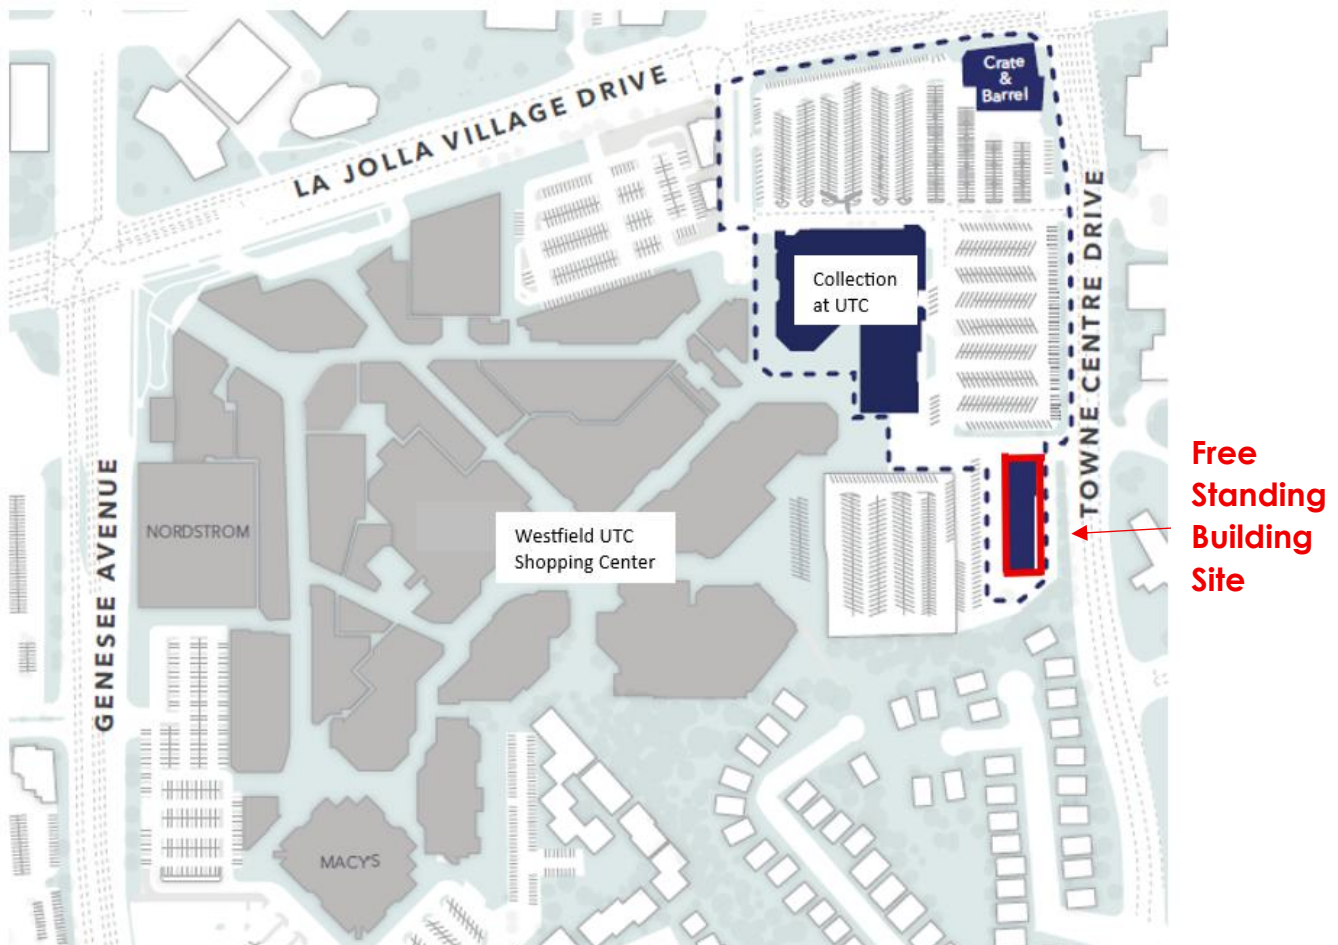 Crate
&
Barrel
LA JOLLA VILLAGE DRIVE
Collection
at UTC
TOWNE CENTRE DRIVE
Free
Standing
Building
Site
NORDSTROM
Westfield UTC
Shopping Center
GENESEE AVENUE
MACY'S